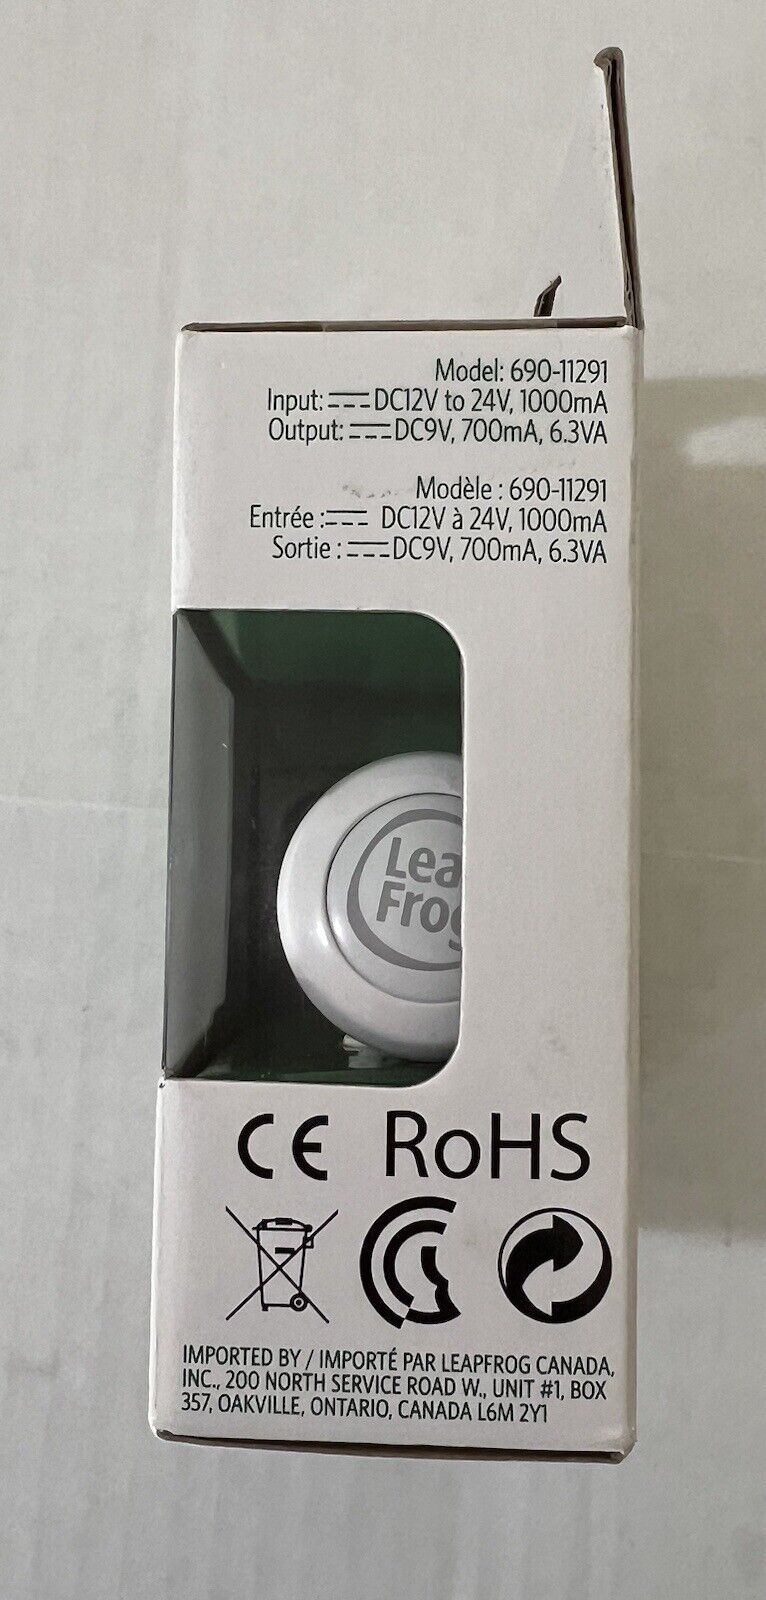 Model: 690-11291
Input: DC12V to 24V, 1000mA
Output: DC9V, 700mA, 6.3VA
Modèle : 690-11291
Entrée : DC12V à 24V, 1000mA
Sortie : DC9V, 700mA, 6.3VA
Lea
Frog
CE RoHS
IMPORTED BY / IMPORTÉ PAR LEAPFROG CANADA,
INC., 200 NORTH SERVICE ROAD W., UNIT #1, BOX
357, OAKVILLE, ONTARIO, CANADA L6M 2Y1